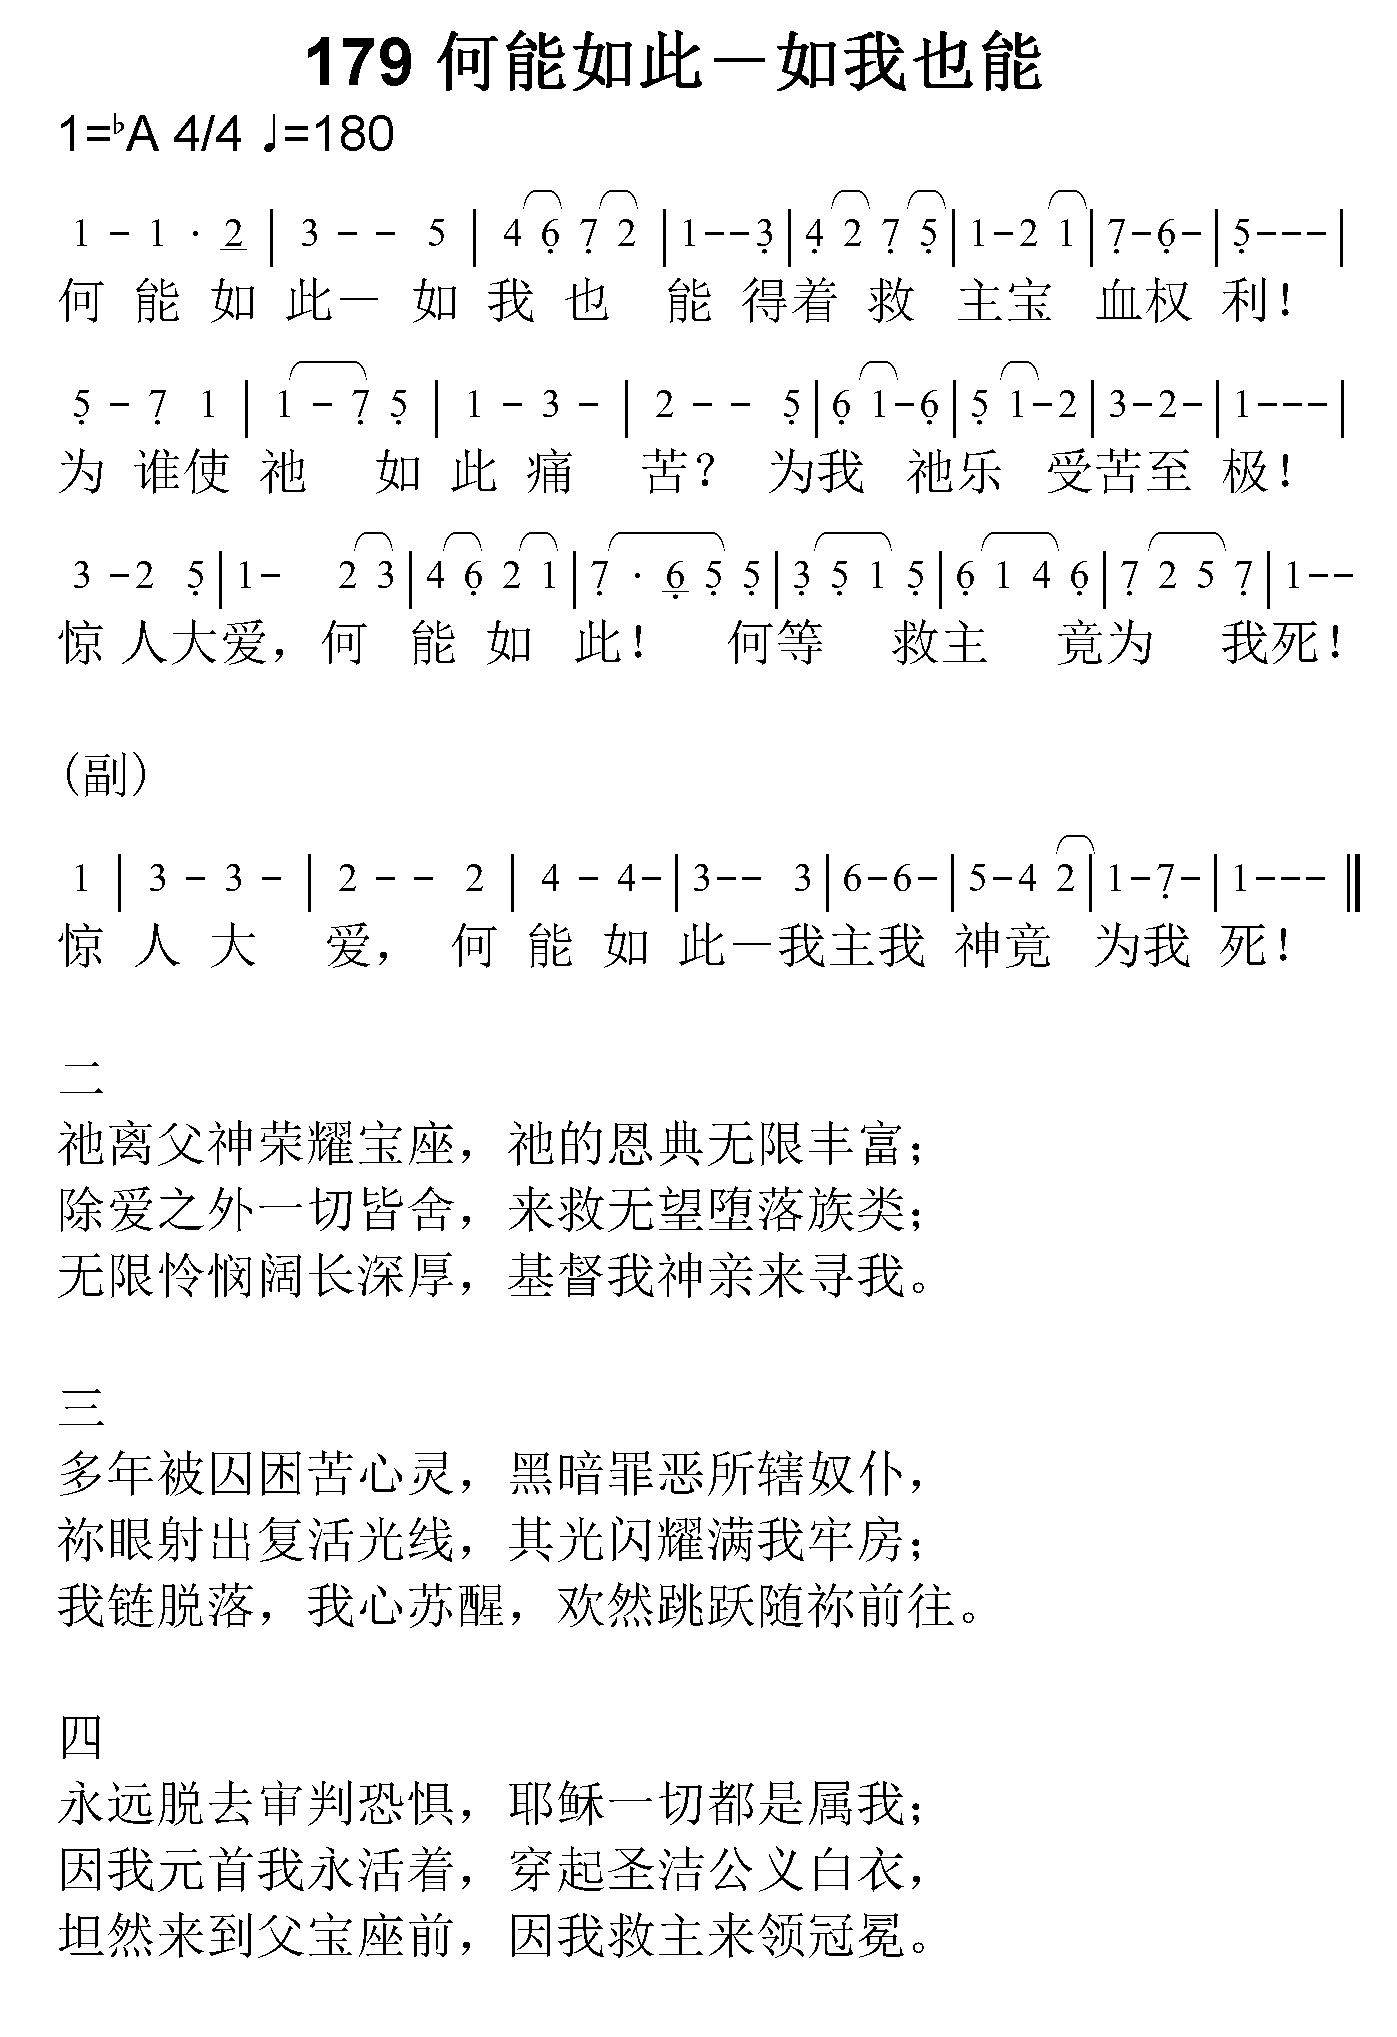 179 何能如此－如我也能
1=♭A 4/4 ♩=180
1 - 1 · 2 | 3 - - 5 | 4 6̣ 7̣ 2 | 1 - - 3̣ | 4̣ 2 7̣ 5̣ | 1 - 2 1 | 7̣ - 6̣ - | 5̣ - - - |
何 能 如 此－ 如 我 也 能 得着 救 主宝 血权 利！
5̣ - 7̣ 1 | 1 - 7̣ 5̣ | 1 - 3 - | 2 - - 5̣ | 6̣ 1 - 6̣ | 5̣ 1 - 2 | 3 - 2 - | 1 - - - |
为 谁使 祂 如 此 痛 苦？ 为我 祂乐 受苦至 极！
3 - 2 5̣ | 1 - 2 3 | 4 6̣ 2 1 | 7̣ · 6̣ 5̣ 5̣ | 3̣ 5̣ 1 5̣ | 6̣ 1 4 6̣ | 7̣ 2 5 7̣ | 1 - -
惊 人大爱，何 能 如 此！ 何等 救主 竟为 我死！
(副)
1 | 3 - 3 - | 2 - - 2 | 4 - 4 - | 3 - - 3 | 6 - 6 - | 5 - 4 2 | 1 - 7̣ - | 1 - - - ‖
惊 人 大 爱， 何 能 如 此－我主我 神竟 为我 死！
二
祂离父神荣耀宝座，祂的恩典无限丰富；
除爱之外一切皆舍，来救无望堕落族类；
无限怜悯阔长深厚，基督我神亲来寻我。
三
多年被囚困苦心灵，黑暗罪恶所辖奴仆，
祢眼射出复活光线，其光闪耀满我牢房；
我链脱落，我心苏醒，欢然跳跃随祢前往。
四
永远脱去审判恐惧，耶稣一切都是属我；
因我元首我永活着，穿起圣洁公义白衣，
坦然来到父宝座前，因我救主来领冠冕。